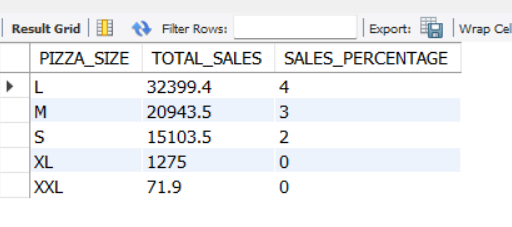 Result Grid Filter Rows: Export: Wrap Cel
PIZZA_SIZE TOTAL_SALES SALES_PERCENTAGE
L 32399.4 4
M 20943.5 3
S 15103.5 2
XL 1275 0
XXL 71.9 0